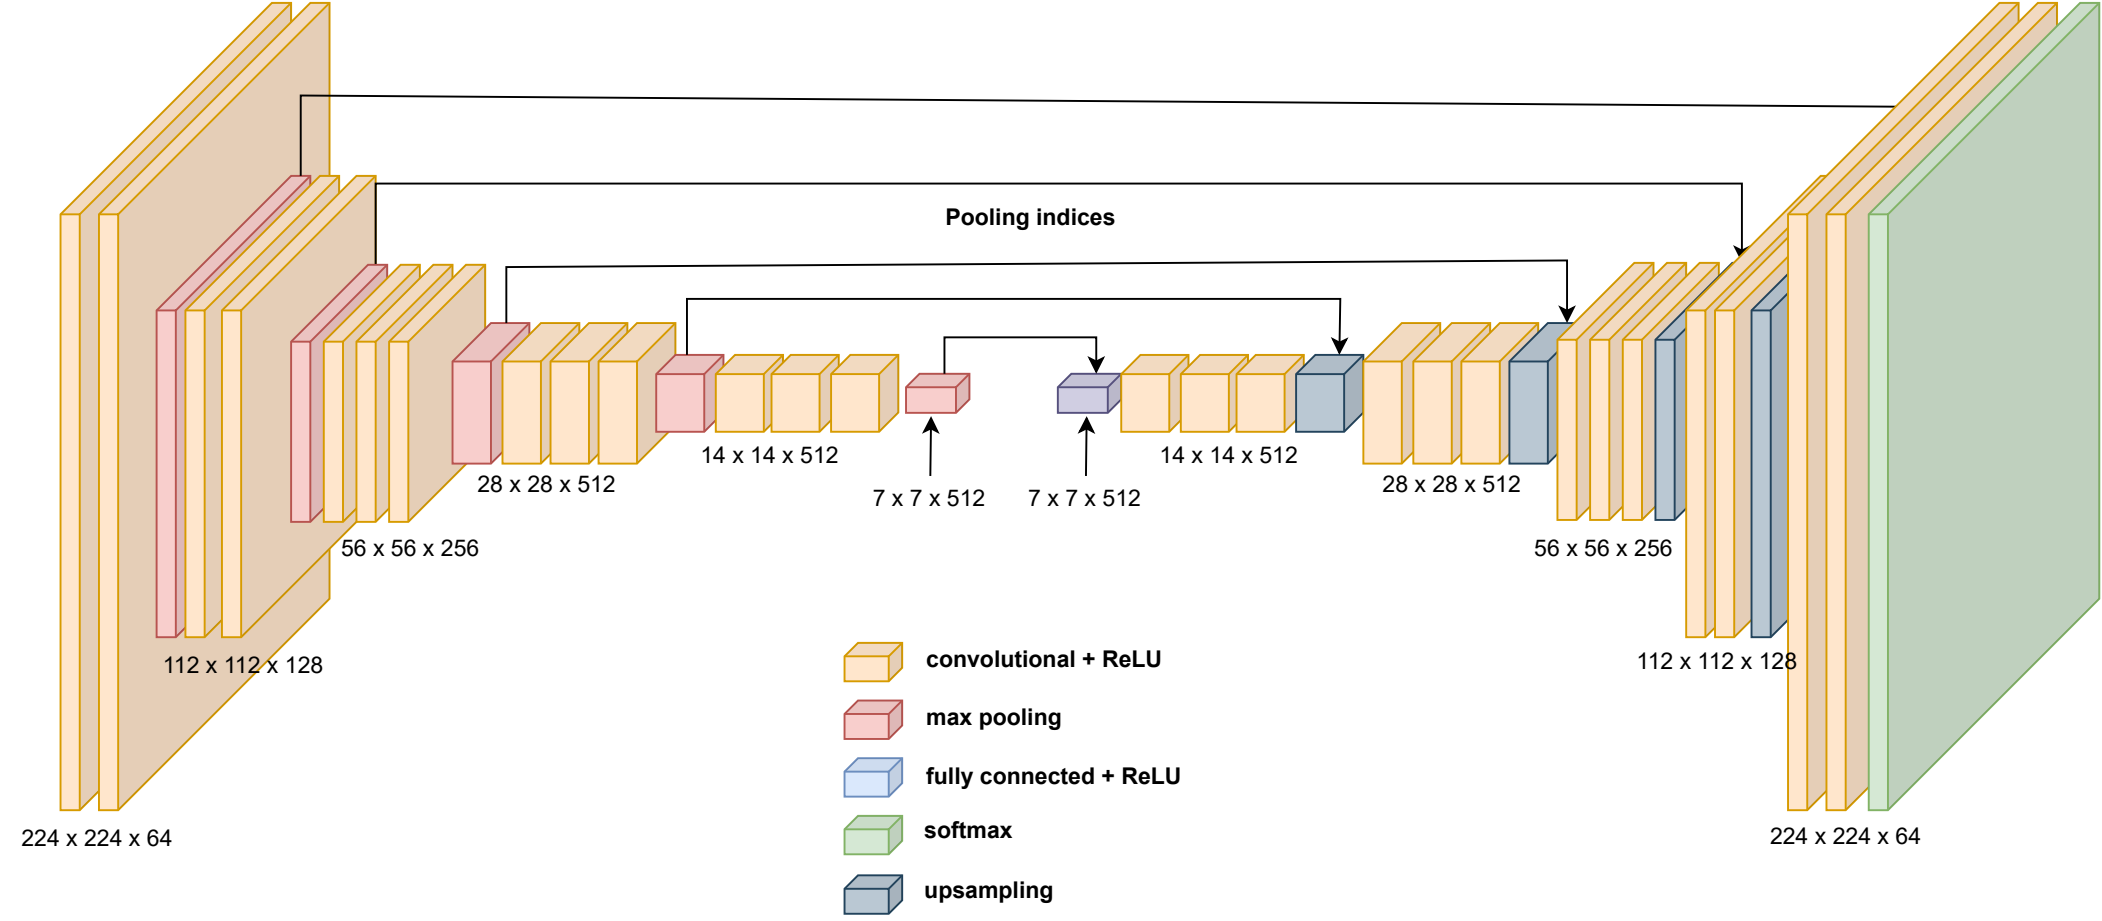 Pooling indices
14 x 14 x 512
14 x 14 x 512
28 x 28 x 512
28 x 28 x 512
7 x 7 x 512
7 x 7 x 512
56 x 56 x 256
56 x 56 x 256
112 x 112 x 128
112 x 112 x 128
224 x 224 x 64
224 x 224 x 64
convolutional + ReLU
max pooling
fully connected + ReLU
softmax
upsampling